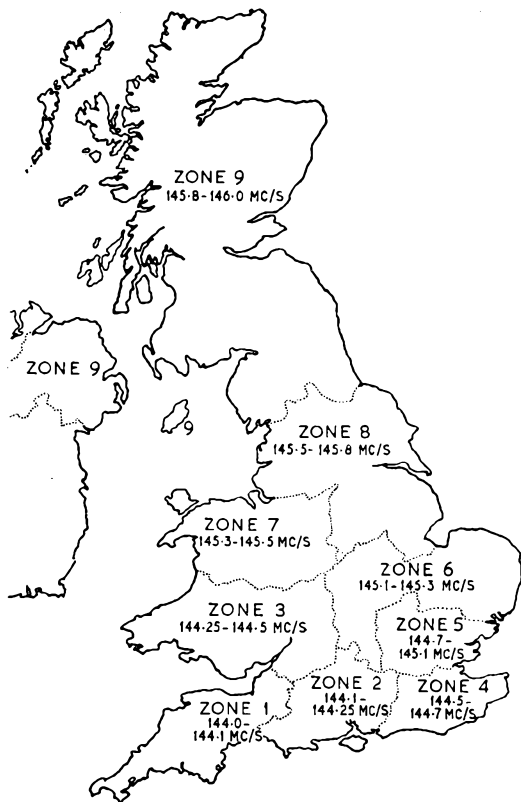 ZONE 9
145·8-146·0 MC/S
ZONE 9
9
ZONE 8
145·5-145·8 MC/S
ZONE 7
145·3-145·5 MC/S
ZONE 6
145·1-145·3 MC/S
ZONE 3
144·25-144·5 MC/S
ZONE 5
144·7-
145·1 MC/S
ZONE 1
144·0-
144·1 MC/S
ZONE 2
144·1-
144·25 MC/S
ZONE 4
144·5-
144·7 MC/S